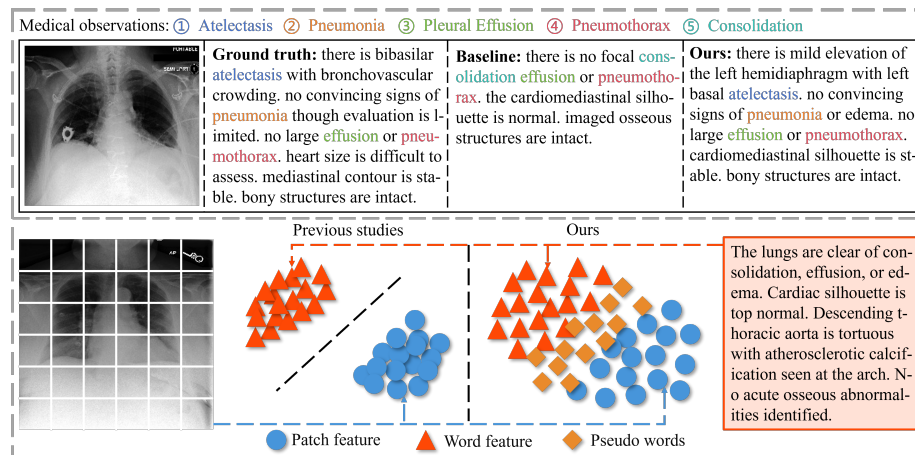 Medical observations: ① Atelectasis ② Pneumonia ③ Pleural Effusion ④ Pneumothorax ⑤ Consolidation
PORTABLE
SEMI
Ground truth: there is bibasilar
atelectasis with bronchovascular
crowding. no convincing signs of
pneumonia though evaluation is l-
imited. no large effusion or pneu-
mothorax. heart size is difficult to
assess. mediastinal contour is sta-
ble. bony structures are intact.
Baseline: there is no focal con-
solidation effusion or pneumotho-
rax. the cardiomediastinal silho-
uette is normal. imaged osseous
structures are intact.
Ours: there is mild elevation of
the left hemidiaphragm with left
basal atelectasis. no convincing
signs of pneumonia or edema. no
large effusion or pneumothorax.
cardiomediastinal silhouette is st-
able. bony structures are intact.
AP
Previous studies
Ours
The lungs are clear of con-
solidation, effusion, or ed-
ema. Cardiac silhouette is
top normal. Descending t-
horacic aorta is tortuous
with atherosclerotic calcif-
ication seen at the arch. N-
o acute osseous abnormal-
ities identified.
Patch feature
Word feature
Pseudo words